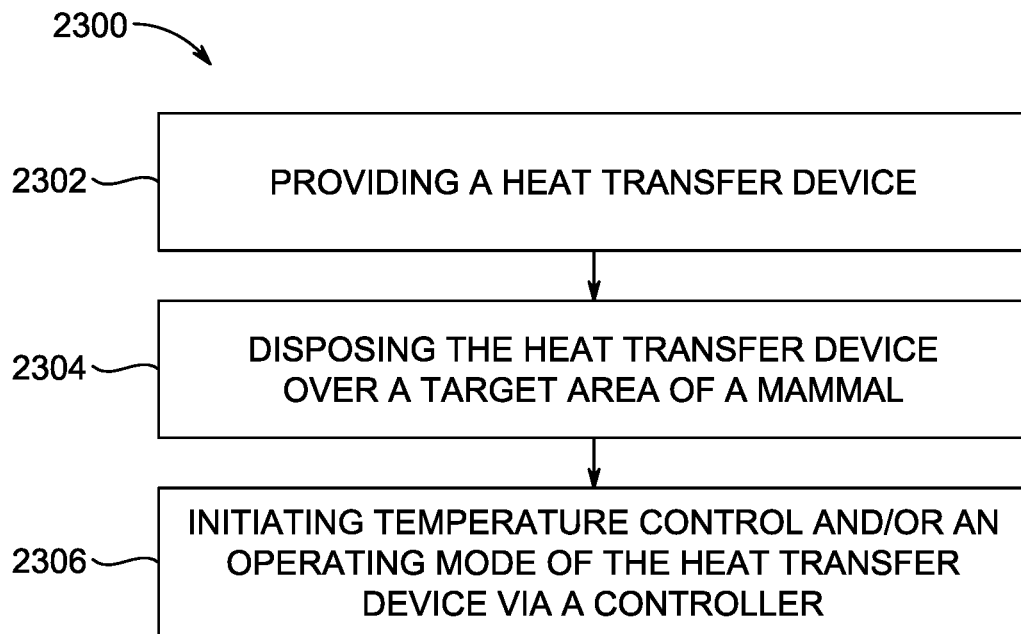 2300
2302
PROVIDING A HEAT TRANSFER DEVICE
2304
DISPOSING THE HEAT TRANSFER DEVICE
OVER A TARGET AREA OF A MAMMAL
2306
INITIATING TEMPERATURE CONTROL AND/OR AN
OPERATING MODE OF THE HEAT TRANSFER
DEVICE VIA A CONTROLLER